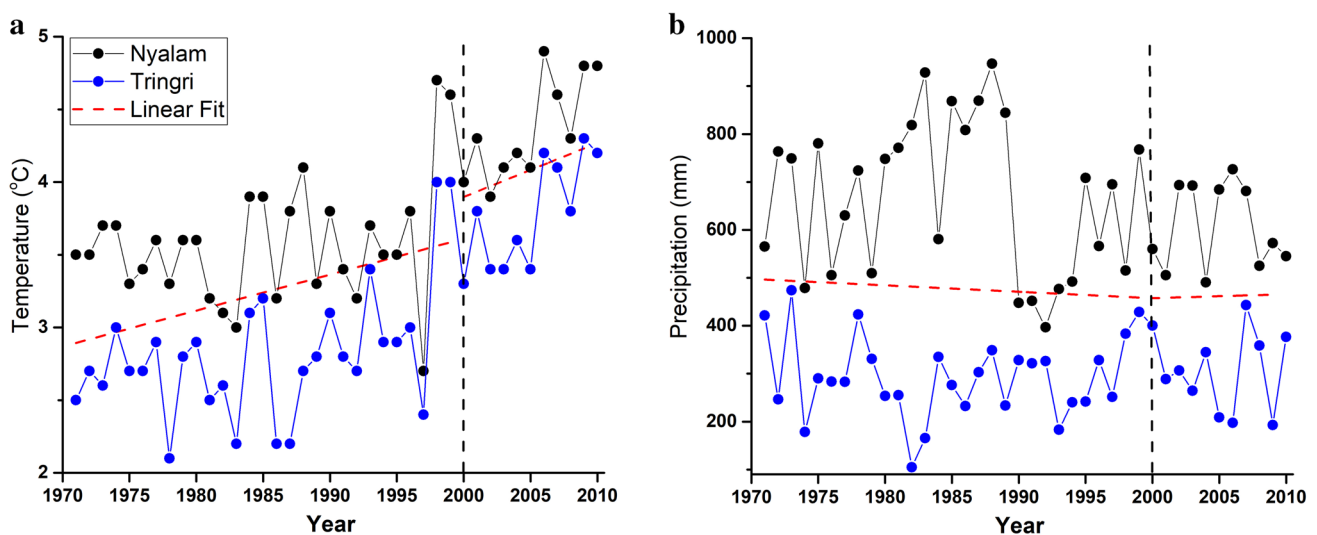 a
5
Nyalam
Tringri
Linear Fit
4
3
2
Temperature (°C)
1970 1975 1980 1985 1990 1995 2000 2005 2010
Year
b
1000
800
600
400
200
Precipitation (mm)
1970 1975 1980 1985 1990 1995 2000 2005 2010
Year